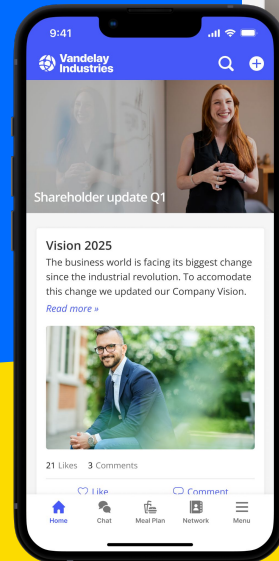 9:41
Vandelay
Industries
Shareholder update Q1
Vision 2025
The business world is facing its biggest change
since the industrial revolution. To accomodate
this change we updated our Company Vision.
Read more »
21 Likes 3 Comments
Like Comment
Home Chat Meal Plan Network Menu